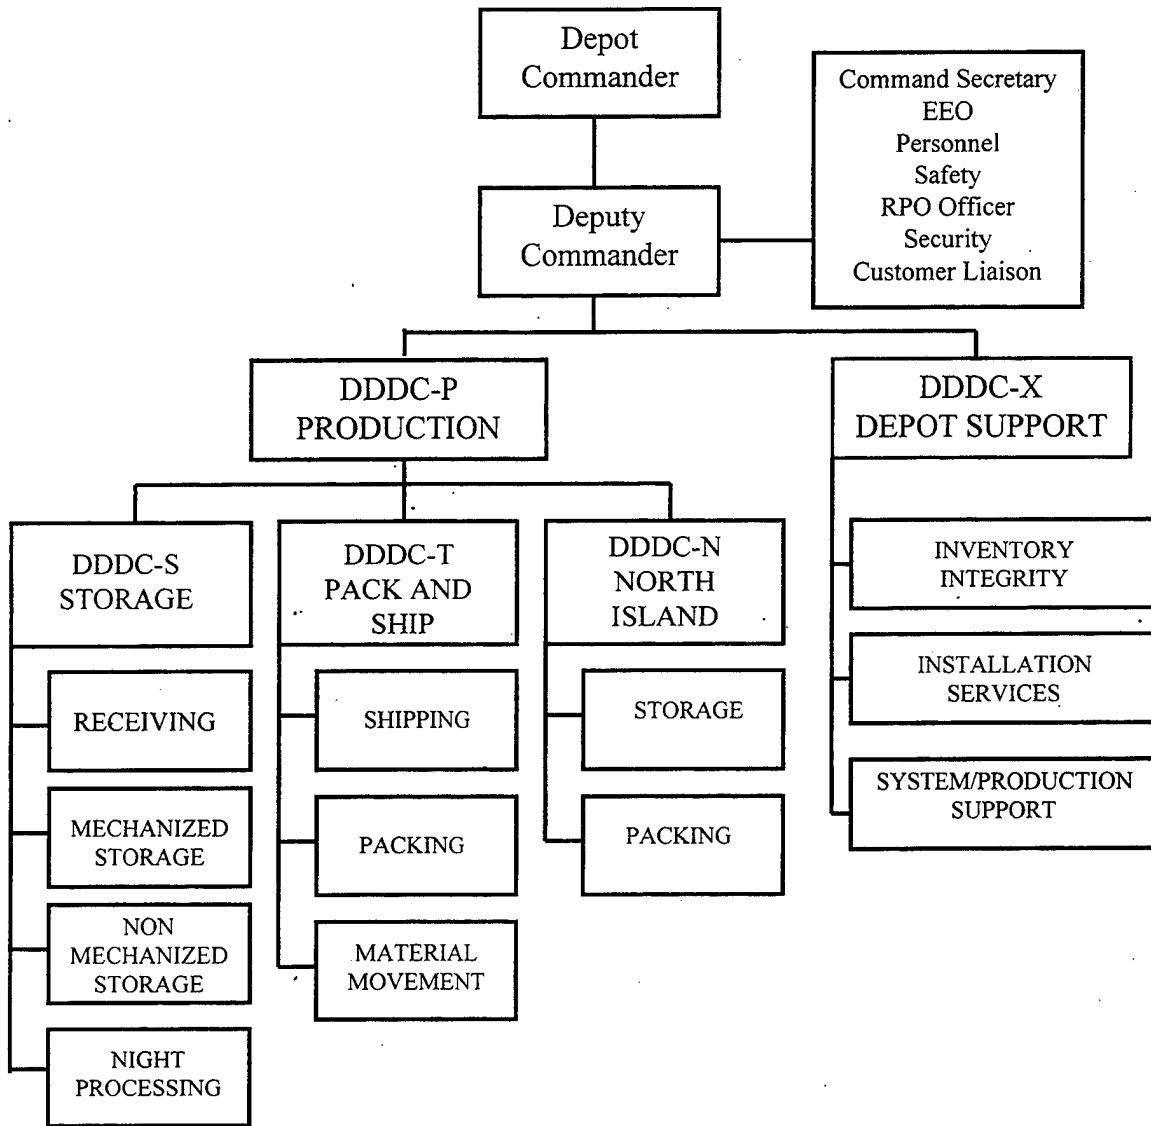 Depot
Commander
Command Secretary
EEO
Personnel
Safety
RPO Officer
Security
Customer Liaison
Deputy
Commander
DDDC-P
PRODUCTION
DDDC-X
DEPOT SUPPORT
DDDC-S
STORAGE
DDDC-T
PACK AND
SHIP
DDDC-N
NORTH
ISLAND
INVENTORY
INTEGRITY
INSTALLATION
SERVICES
SYSTEM/PRODUCTION
SUPPORT
RECEIVING
MECHANIZED
STORAGE
NON
MECHANIZED
STORAGE
NIGHT
PROCESSING
SHIPPING
PACKING
MATERIAL
MOVEMENT
STORAGE
PACKING